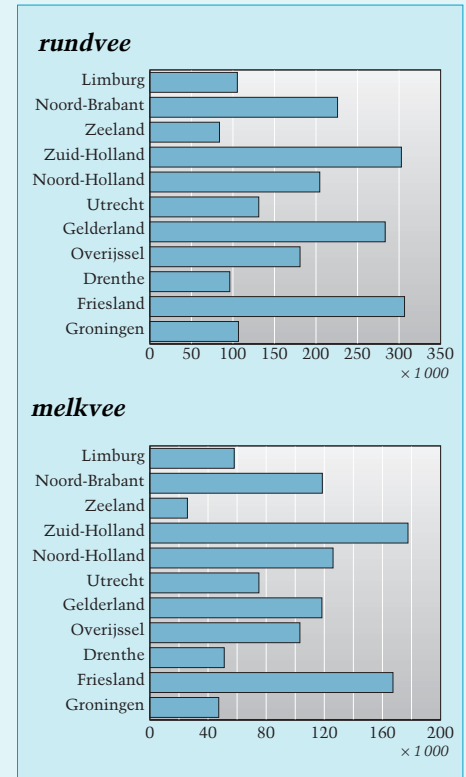 rundvee
Limburg
Noord-Brabant
Zeeland
Zuid-Holland
Noord-Holland
Utrecht
Gelderland
Overijssel
Drenthe
Friesland
Groningen
0 50 100 150 200 250 300 350
× 1 000
melkvee
Limburg
Noord-Brabant
Zeeland
Zuid-Holland
Noord-Holland
Utrecht
Gelderland
Overijssel
Drenthe
Friesland
Groningen
0 40 80 120 160 200
× 1 000